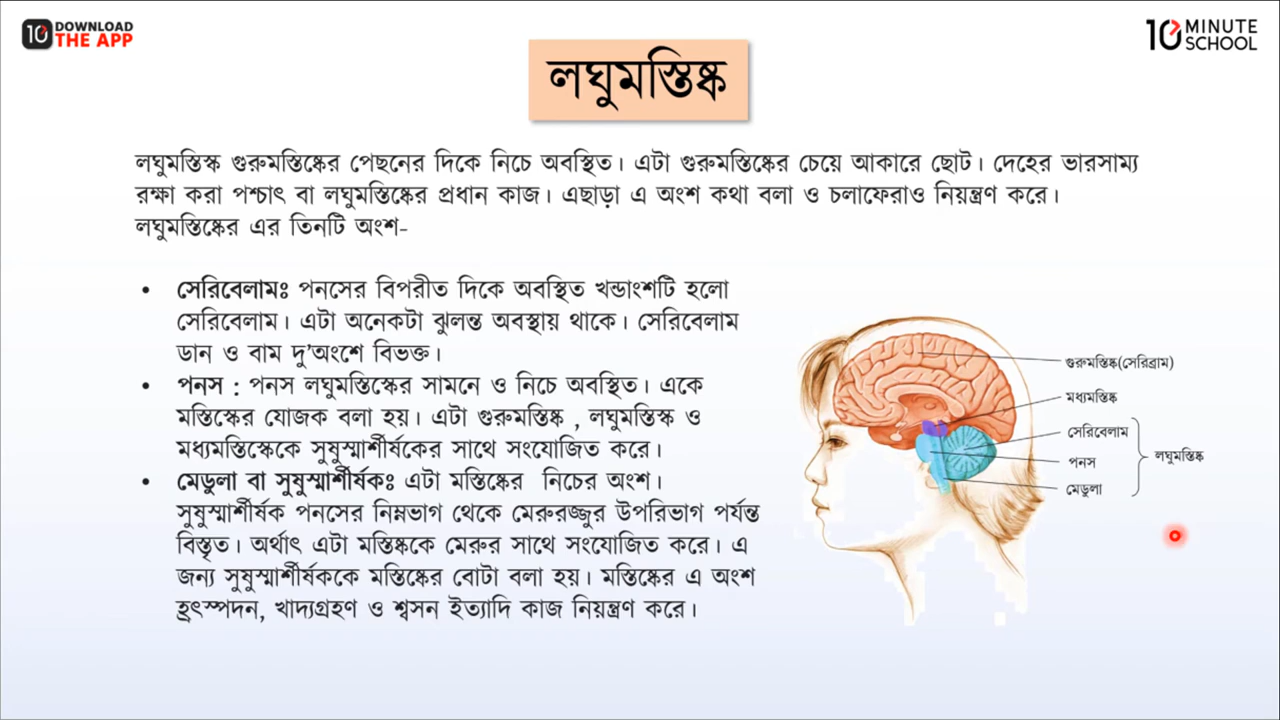 10 DOWNLOAD
THE APP
10 MINUTE
SCHOOL
লঘুমস্তিষ্ক
লঘুমস্তিস্ক গুরুমস্তিষ্কের পেছনের দিকে নিচে অবস্থিত। এটা গুরুমস্তিষ্কের চেয়ে আকারে ছোট। দেহের ভারসাম্য
রক্ষা করা পশ্চাৎ বা লঘুমস্তিষ্কের প্রধান কাজ। এছাড়া এ অংশ কথা বলা ও চলাফেরাও নিয়ন্ত্রণ করে।
লঘুমস্তিষ্কের এর তিনটি অংশ-
• সেরিবেলামঃ পনসের বিপরীত দিকে অবস্থিত খন্ডাংশটি হলো
সেরিবেলাম। এটা অনেকটা ঝুলন্ত অবস্থায় থাকে। সেরিবেলাম
ডান ও বাম দু'অংশে বিভক্ত।
• পনস : পনস লঘুমস্তিস্কের সামনে ও নিচে অবস্থিত। একে
মস্তিস্কের যোজক বলা হয়। এটা গুরুমস্তিষ্ক , লঘুমস্তিস্ক ও
মধ্যমস্তিস্কেকে সুষুস্মার্শীর্ষকের সাথে সংযোজিত করে।
• মেডুলা বা সুষুস্মার্শীর্ষকঃ এটা মস্তিষ্কের নিচের অংশ।
সুষুস্মার্শীর্ষক পনসের নিম্নভাগ থেকে মেরুরজ্জুর উপরিভাগ পর্যন্ত
বিস্তৃত। অর্থাৎ এটা মস্তিষ্ককে মেরুর সাথে সংযোজিত করে। এ
জন্য সুষুস্মার্শীর্ষককে মস্তিষ্কের বোটা বলা হয়। মস্তিষ্কের এ অংশ
হ্রৎস্পদন, খাদ্যগ্রহণ ও শ্বসন ইত্যাদি কাজ নিয়ন্ত্রণ করে।
গুরুমস্তিষ্ক(সেরিব্রাম)
মধ্যমস্তিষ্ক
সেরিবেলাম
পনস
মেডুলা
লঘুমস্তিষ্ক